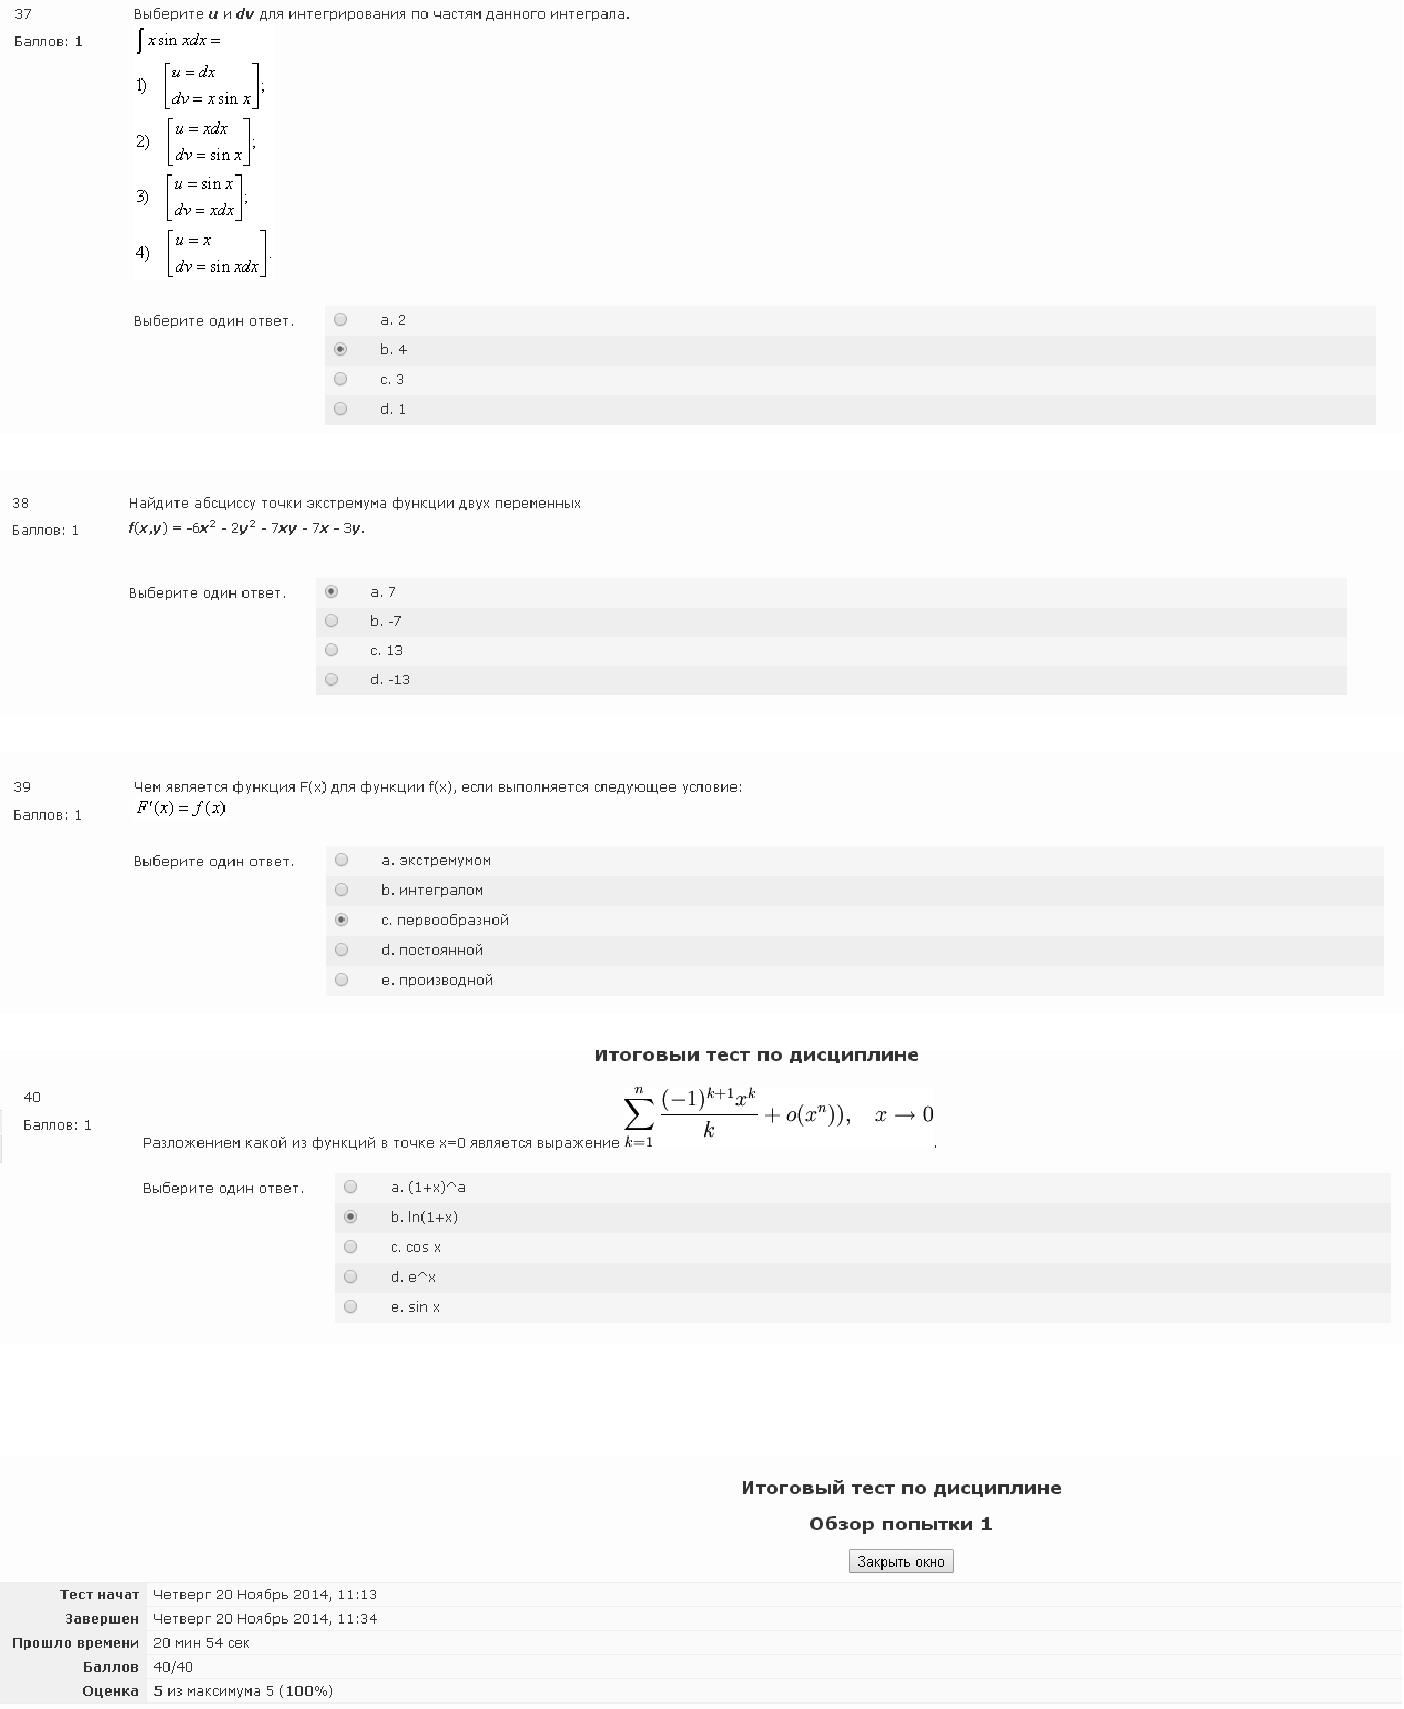 37
Выберите u и dv для интегрирования по частям данного интеграла.
Баллов: 1
∫ x sin xdx =
1) [u = dx
dv = x sin x];
2) [u = xdx
dv = sin x];
3) [u = sin x
dv = xdx];
4) [u = x
dv = sin xdx].
Выберите один ответ.
a. 2
b. 4
c. 3
d. 1
38
Найдите абсциссу точки экстремума функции двух переменных
Баллов: 1
f(x,y) = -6x² - 2y² - 7xy - 7x - 3y.
Выберите один ответ.
a. 7
b. -7
c. 13
d. -13
39
Чем является функция F(x) для функции f(x), если выполняется следующее условие:
Баллов: 1
F'(x) = f(x)
Выберите один ответ.
a. экстремумом
b. интегралом
c. первообразной
d. постоянной
e. производной
Итоговый тест по дисциплине
40
Баллов: 1
Разложением какой из функций в точке x=0 является выражение ∑_{k=1}^{n} (-1)^{k+1}x^k / k + o(x^n)), x → 0.
Выберите один ответ.
a. (1+x)^a
b. ln(1+x)
c. cos x
d. e^x
e. sin x
Итоговый тест по дисциплине
Обзор попытки 1
Закрыть окно
Тест начат Четверг 20 Ноябрь 2014, 11:13
Завершен Четверг 20 Ноябрь 2014, 11:34
Прошло времени 20 мин 54 сек
Баллов 40/40
Оценка 5 из максимума 5 (100%)